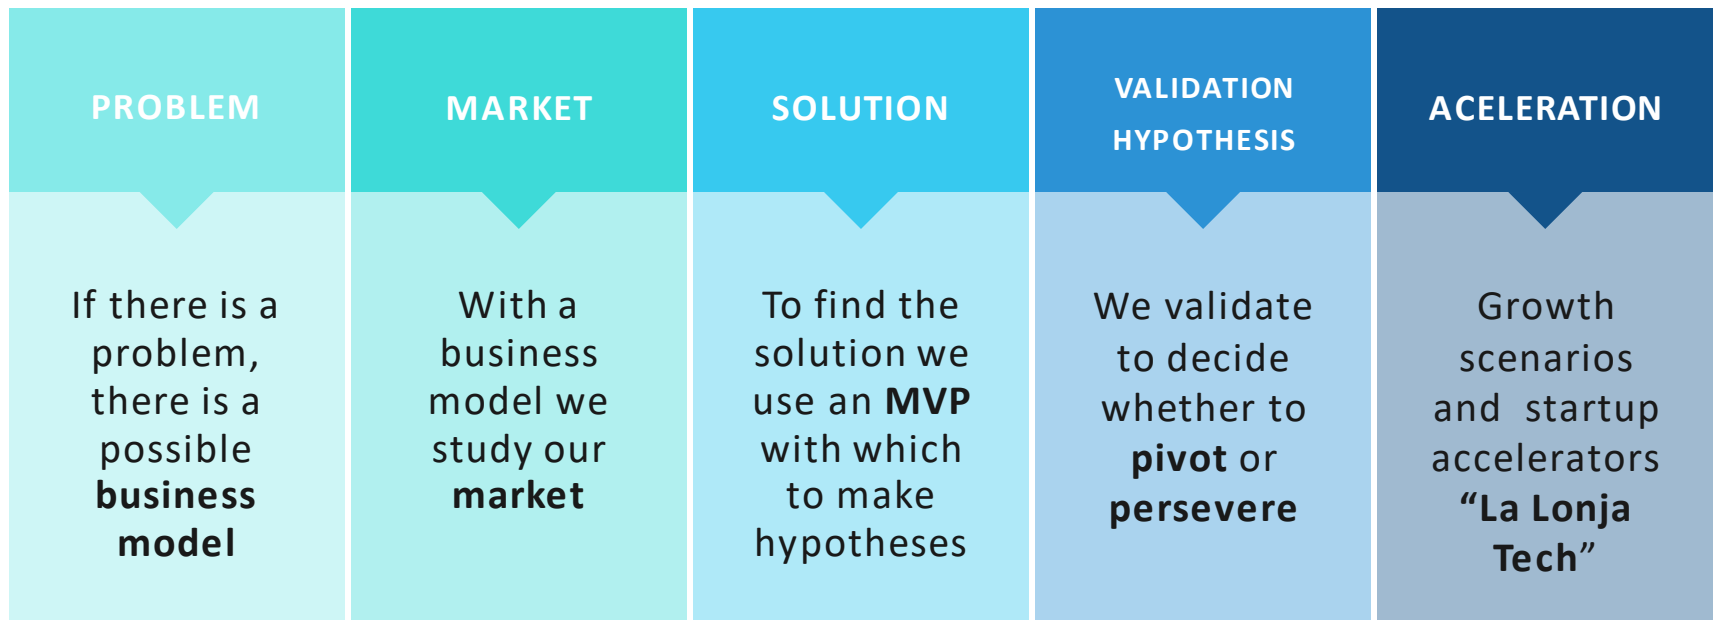 PROBLEM
If there is a
problem,
there is a
possible
business
model
MARKET
With a
business
model we
study our
market
SOLUTION
To find the
solution we
use an MVP
with which
to make
hypotheses
VALIDATION
HYPOTHESIS
We validate
to decide
whether to
pivot or
persevere
ACELERATION
Growth
scenarios
and startup
accelerators
“La Lonja
Tech”